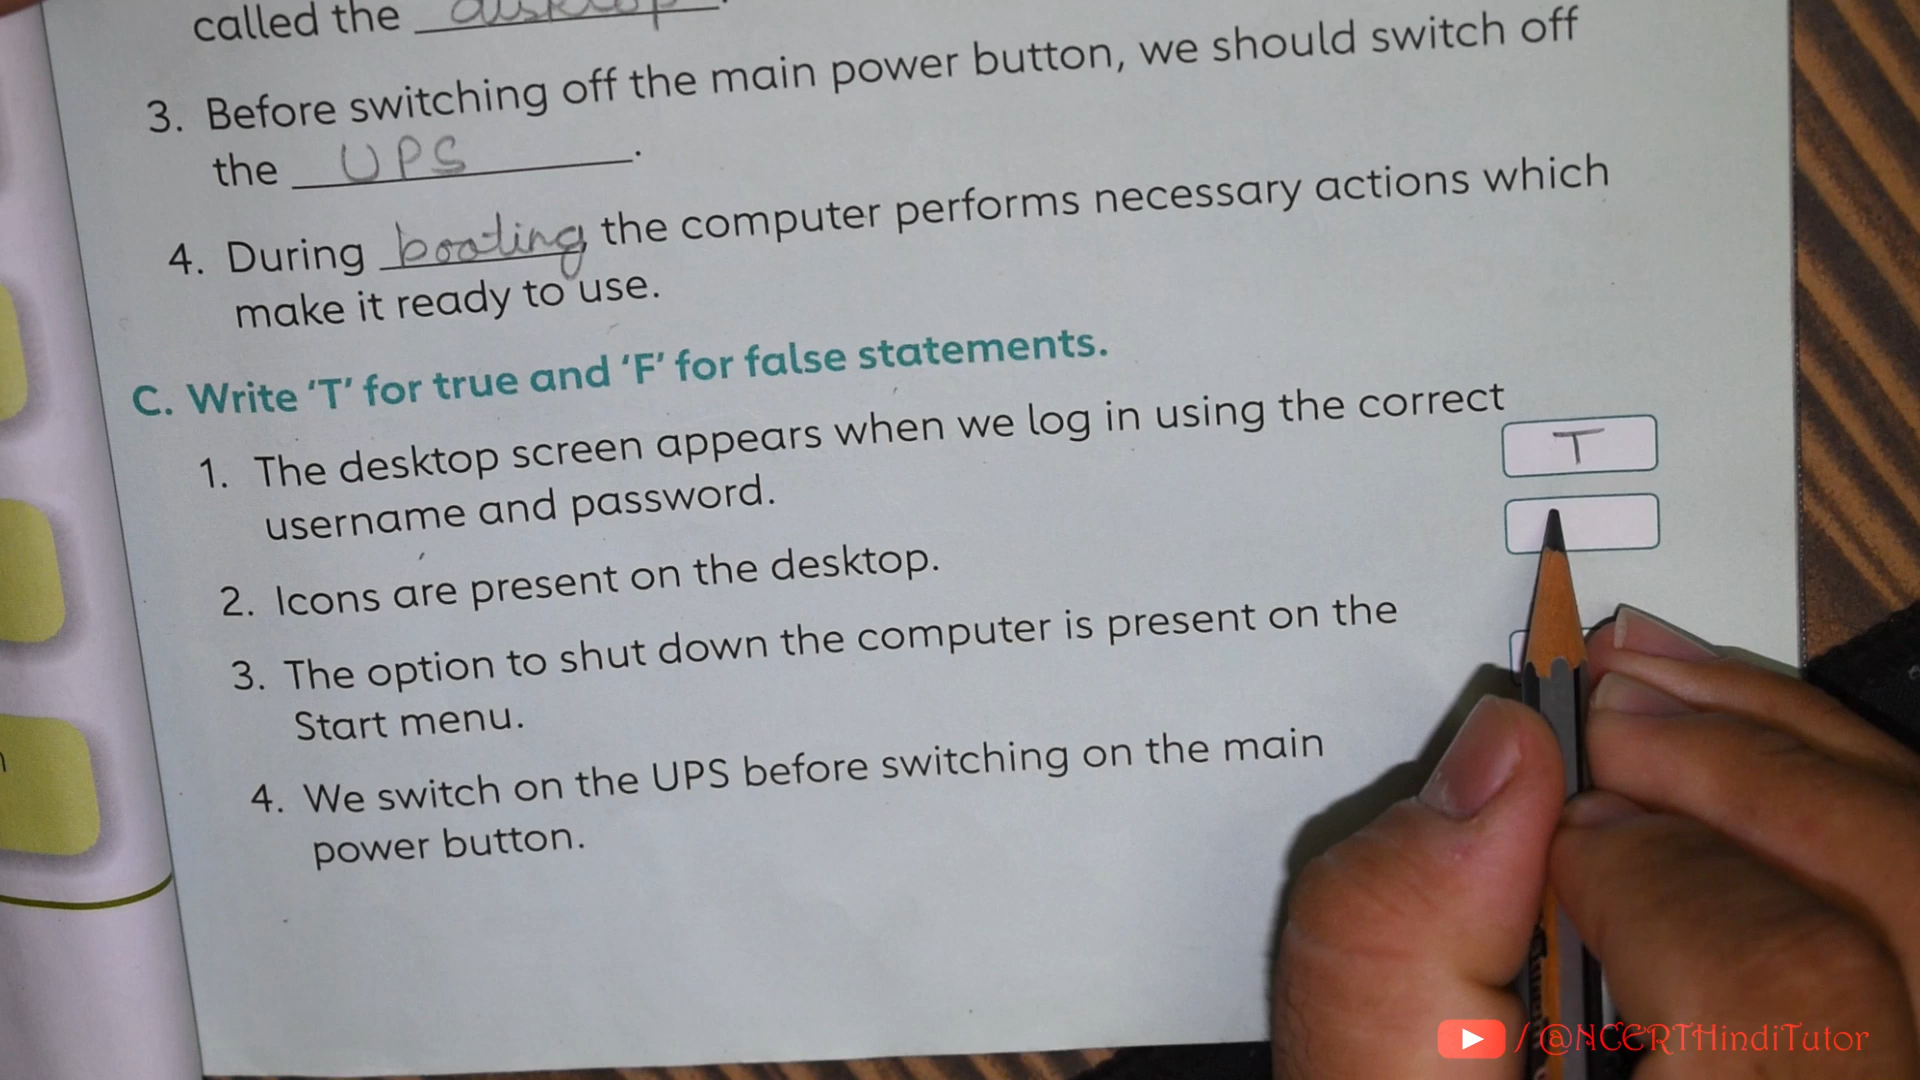 called the desktop.
3. Before switching off the main power button, we should switch off
the UPS.
4. During booting, the computer performs necessary actions which
make it ready to use.
C. Write ‘T’ for true and ‘F’ for false statements.
1. The desktop screen appears when we log in using the correct
username and password.
T
2. Icons are present on the desktop.
3. The option to shut down the computer is present on the
Start menu.
4. We switch on the UPS before switching on the main
power button.
/@NCERTHindiTutor